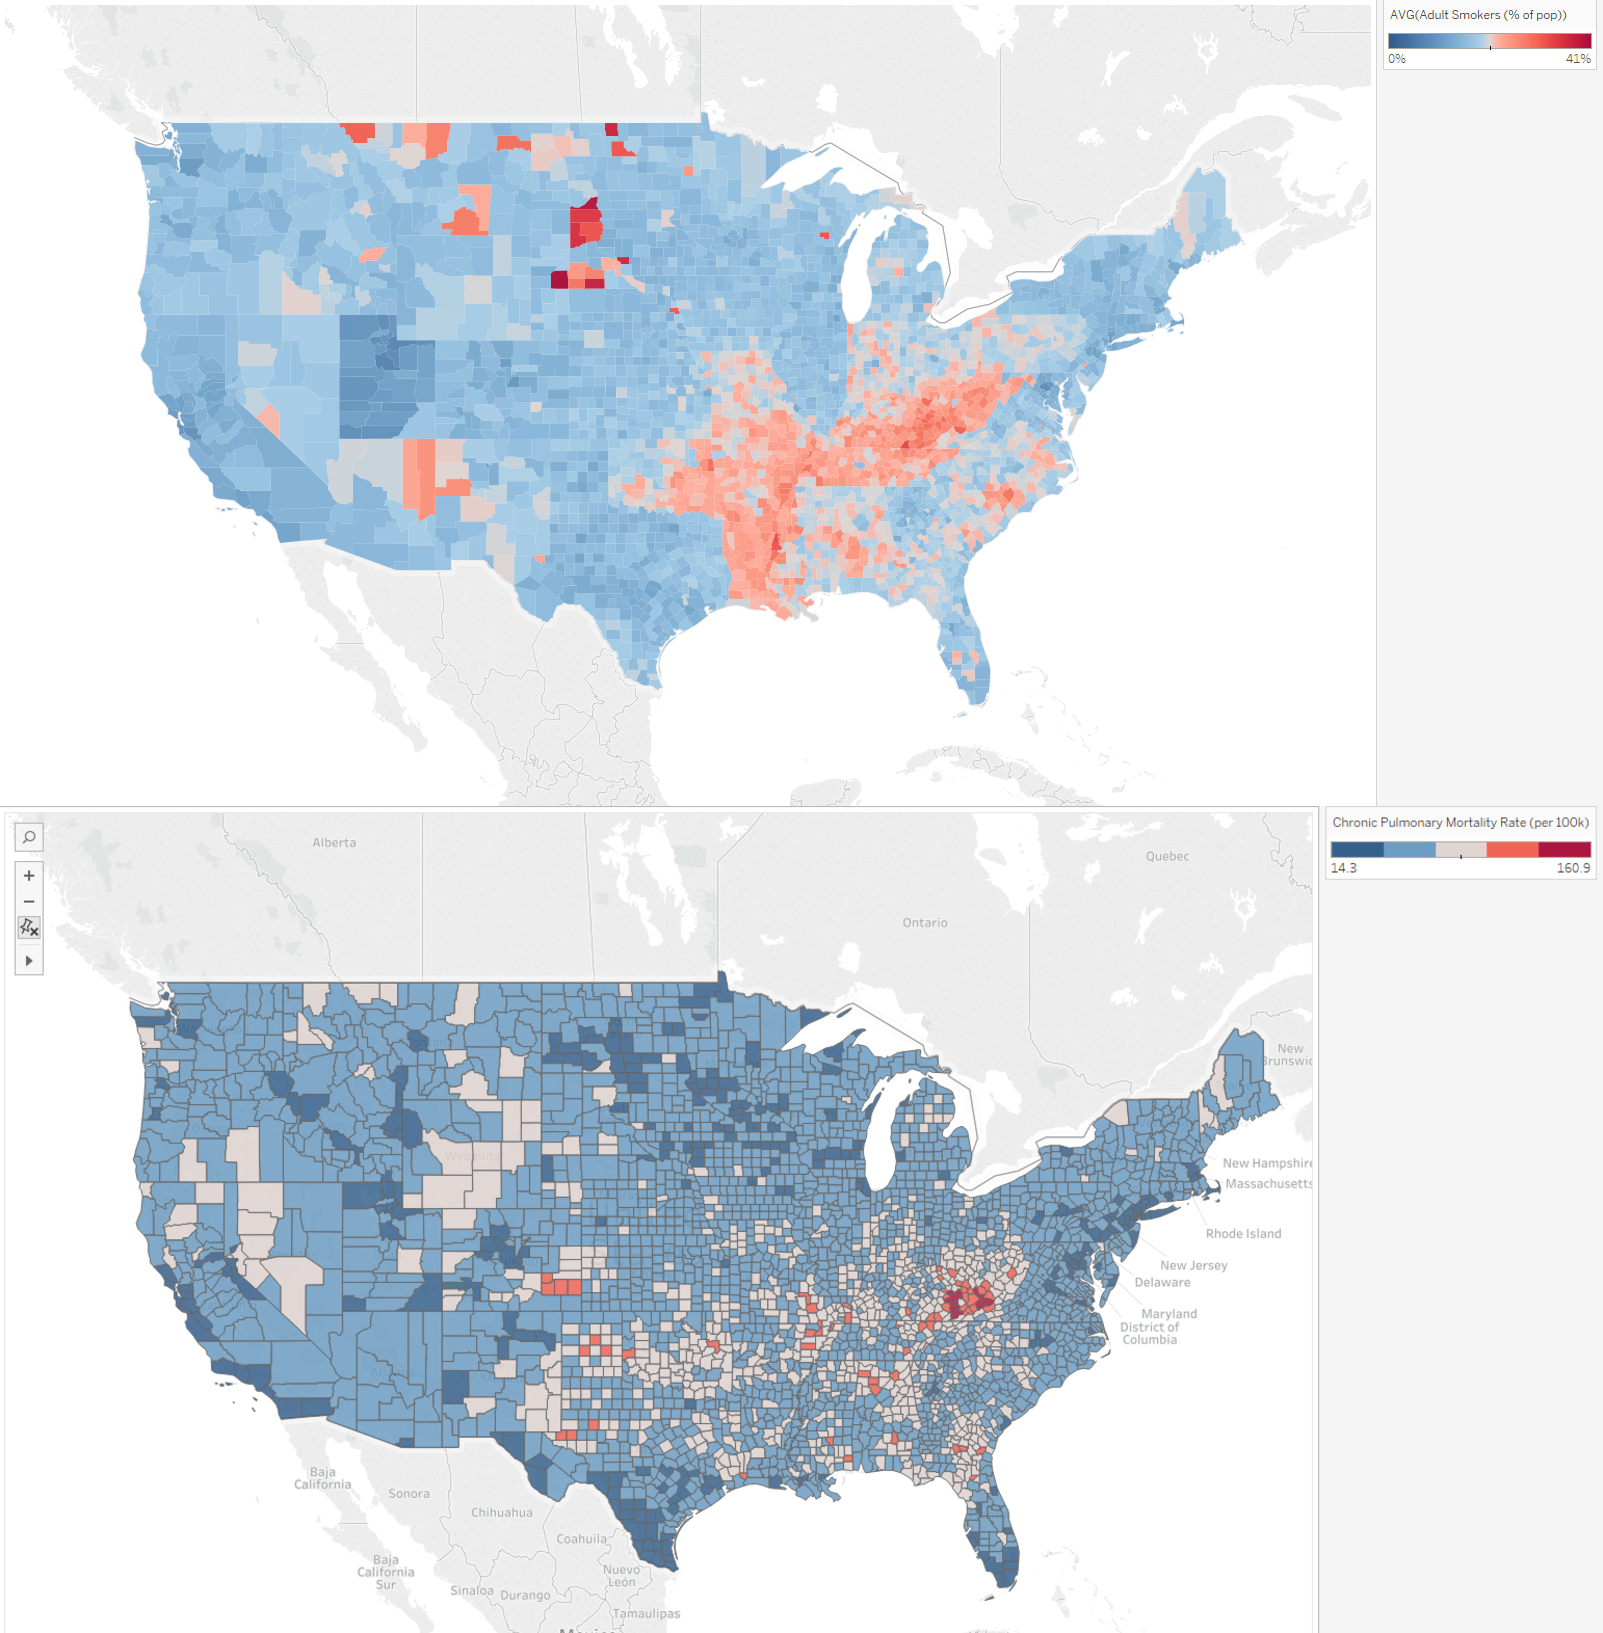 AVG(Adult Smokers (% of pop))
0% 41%
Chronic Pulmonary Mortality Rate (per 100k)
14.3 160.9
Alberta
Quebec
Ontario
New
Brunswic
Wyoming
New Hampshire
Massachusetts
Rhode Island
New Jersey
Delaware
Maryland
District of
Columbia
Baja
California
Sonora
Chihuahua
Coahuila
Baja
California
Sur
Nuevo
León
Sinaloa
Durango
Tamaulipas